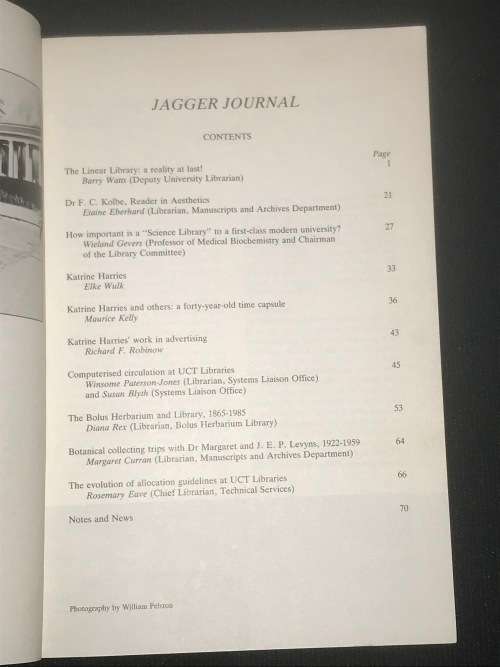 JAGGER JOURNAL
CONTENTS
Page
The Linear Library: a reality at last! 1
Barry Watts (Deputy University Librarian)
Dr F. C. Kolbe, Reader in Aesthetics 21
Etaine Eberhard (Librarian, Manuscripts and Archives Department)
How important is a "Science Library" to a first-class modern university? 27
Wieland Gevers (Professor of Medical Biochemistry and Chairman
of the Library Committee)
Katrine Harries 33
Elke Wulk
Katrine Harries and others: a forty-year-old time capsule 36
Maurice Kelly
Katrine Harries' work in advertising 43
Richard F. Robinow
Computerised circulation at UCT Libraries 45
Winsome Paterson-Jones (Librarian, Systems Liaison Office)
and Susan Blyth (Systems Liaison Office)
The Bolus Herbarium and Library, 1865-1985 53
Diana Rex (Librarian, Bolus Herbarium Library)
Botanical collecting trips with Dr Margaret and J. E. P. Levyns, 1922-1959 64
Margaret Curran (Librarian, Manuscripts and Archives Department)
The evolution of allocation guidelines at UCT Libraries 66
Rosemary Eave (Chief Librarian, Technical Services)
Notes and News 70
Photography by William